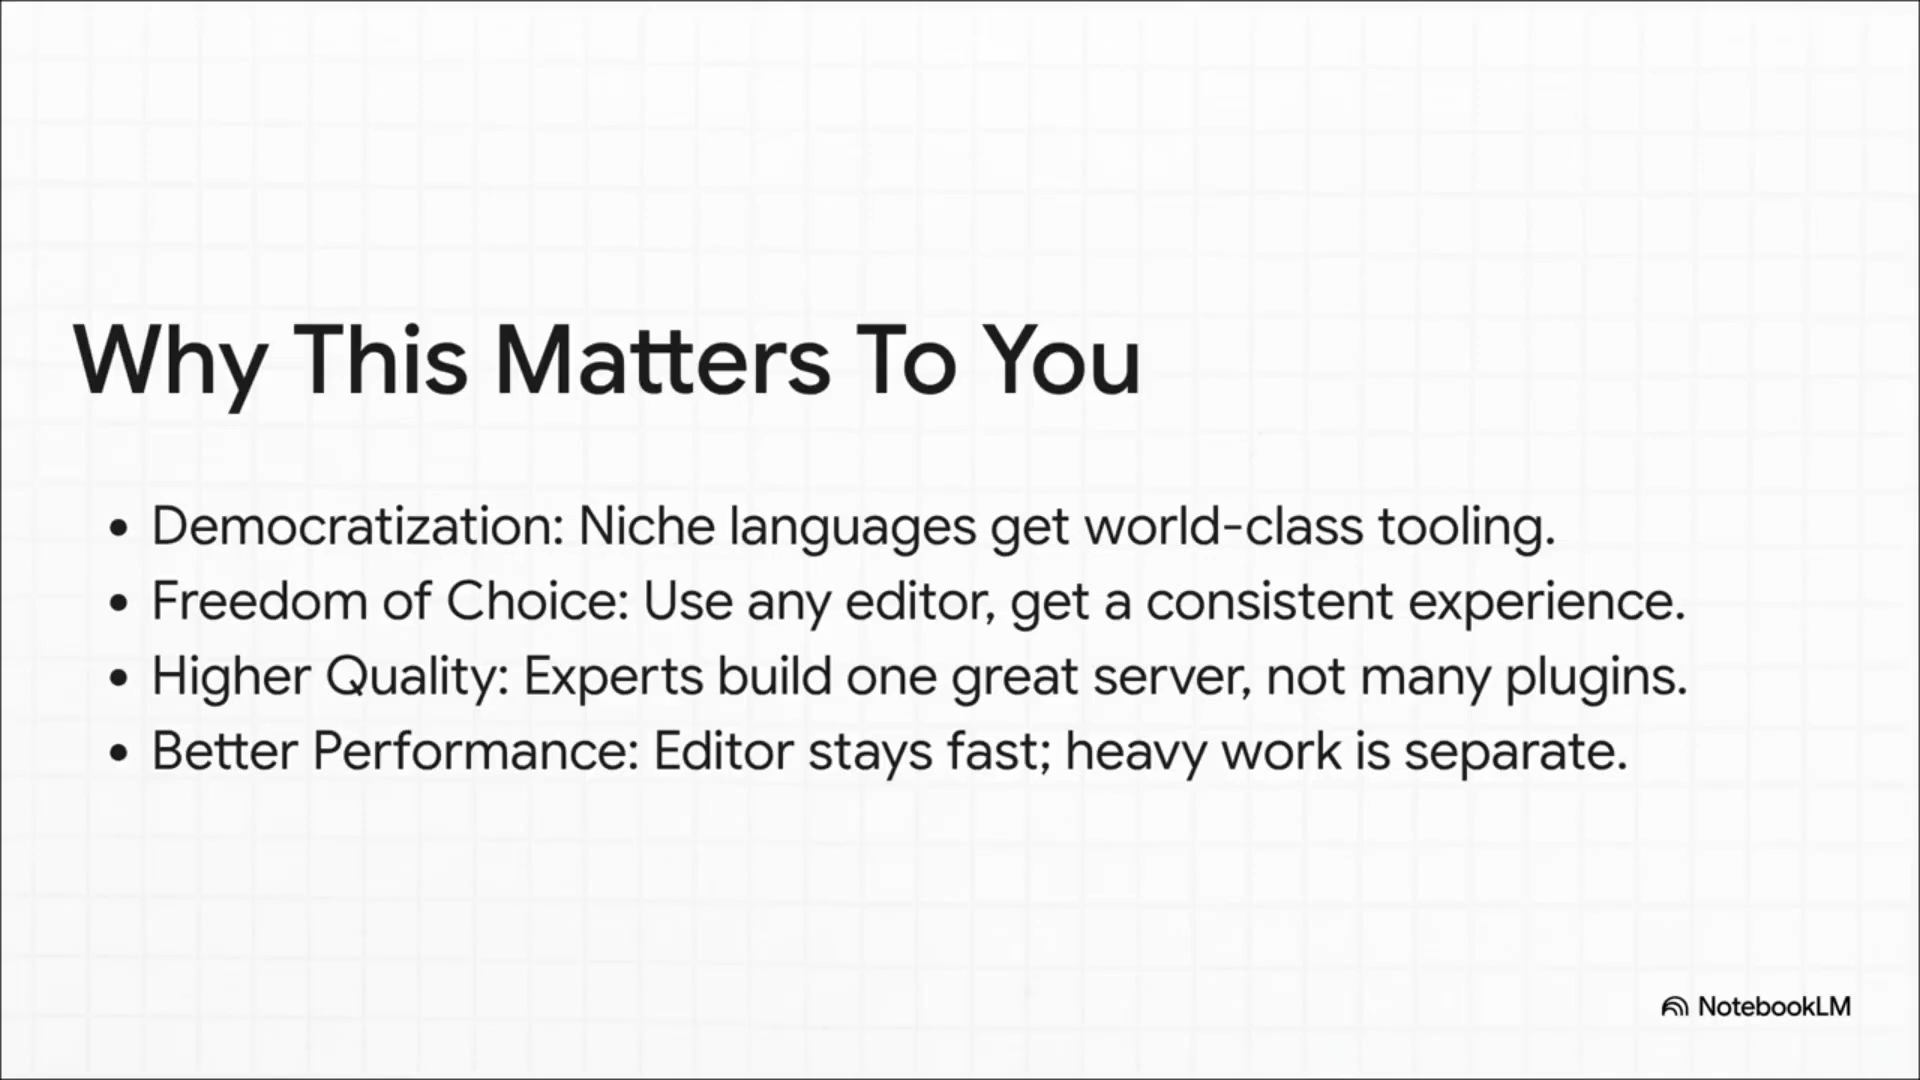 Why This Matters To You
• Democratization: Niche languages get world-class tooling.
• Freedom of Choice: Use any editor, get a consistent experience.
• Higher Quality: Experts build one great server, not many plugins.
• Better Performance: Editor stays fast; heavy work is separate.
NotebookLM